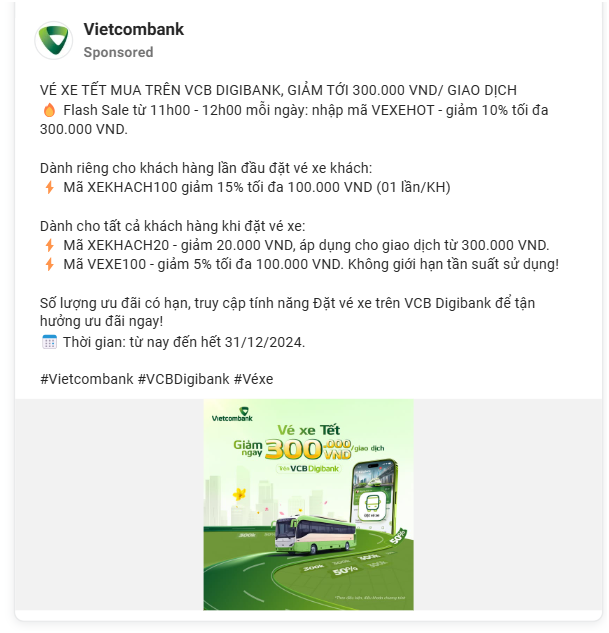 Vietcombank
Sponsored
VÉ XE TẾT MUA TRÊN VCB DIGIBANK, GIẢM TỚI 300.000 VND/ GIAO DỊCH
🔥 Flash Sale từ 11h00 - 12h00 mỗi ngày: nhập mã VEXEHOT - giảm 10% tối đa
300.000 VND.
Dành riêng cho khách hàng lần đầu đặt vé xe khách:
⚡ Mã XEKHACH100 giảm 15% tối đa 100.000 VND (01 lần/KH)
Dành cho tất cả khách hàng khi đặt vé xe:
⚡ Mã XEKHACH20 - giảm 20.000 VND, áp dụng cho giao dịch từ 300.000 VND.
⚡ Mã VEXE100 - giảm 5% tối đa 100.000 VND. Không giới hạn tần suất sử dụng!
Số lượng ưu đãi có hạn, truy cập tính năng Đặt vé xe trên VCB Digibank để tận
hưởng ưu đãi ngay!
📅 Thời gian: từ nay đến hết 31/12/2024.
#Vietcombank #VCBDigibank #Véxe
Vietcombank
Vé xe Tết
Giảm ngay 300.000 VND/giao dịch
trên VCB Digibank
50%
300k
300k
50%
300k